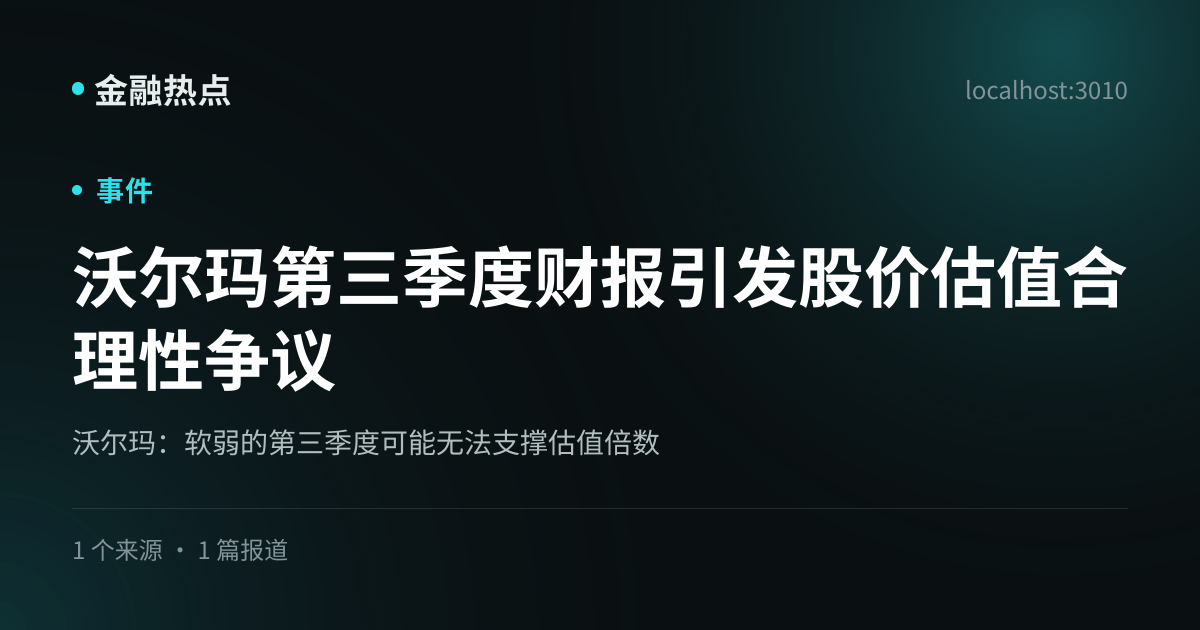 金融热点
localhost:3010
事件
沃尔玛第三季度财报引发股价估值合
理性争议
沃尔玛：软弱的第三季度可能无法支撑估值倍数
1 个来源 · 1 篇报道